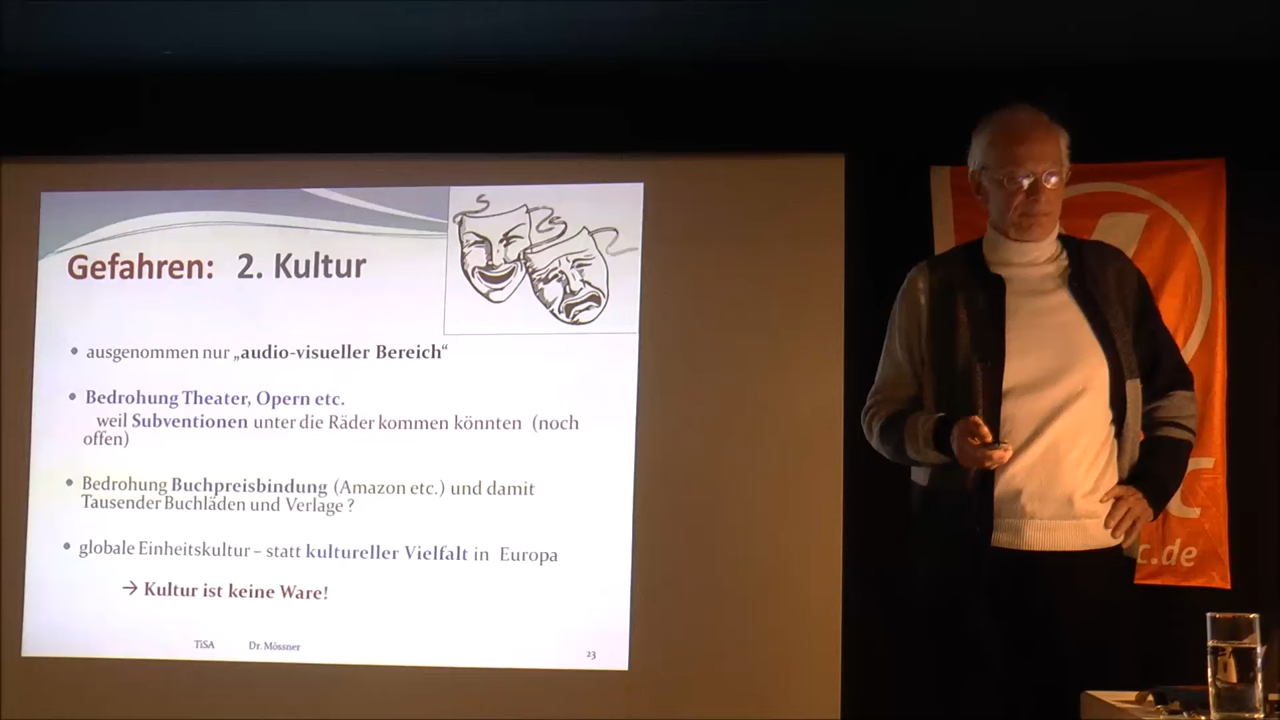 Gefahren: 2. Kultur
• ausgenommen nur „audio-visueller Bereich“
• Bedrohung Theater, Opern etc.
weil Subventionen unter die Räder kommen könnten (noch
offen)
• Bedrohung Buchpreisbindung (Amazon etc.) und damit
Tausender Buchläden und Verlage ?
• globale Einheitskultur – statt kultureller Vielfalt in Europa
→ Kultur ist keine Ware!
TiSA Dr. Mössner
23
c
c.de